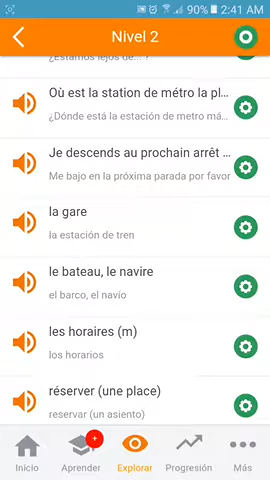 90% 2:41 AM
Nivel 2
¿Estamos lejos de... ?
Où est la station de métro la pl...
¿Dónde está la estación de metro má...
Je descends au prochain arrêt ...
Me bajo en la próxima parada por favor
la gare
la estación de tren
le bateau, le navire
el barco, el navío
les horaires (m)
los horarios
réserver (une place)
reservar (un asiento)
Inicio Aprender Explorar Progresión Más